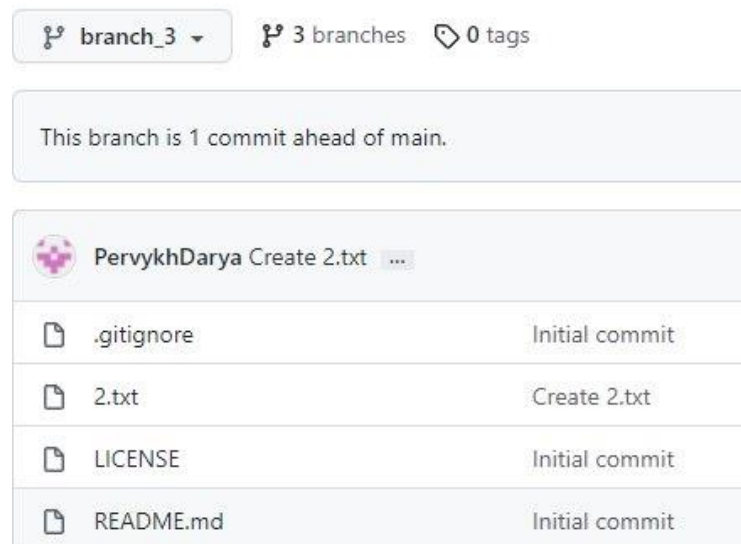 branch_3 3 branches 0 tags
This branch is 1 commit ahead of main.
PervykhDarya Create 2.txt ...
.gitignore Initial commit
2.txt Create 2.txt
LICENSE Initial commit
README.md Initial commit